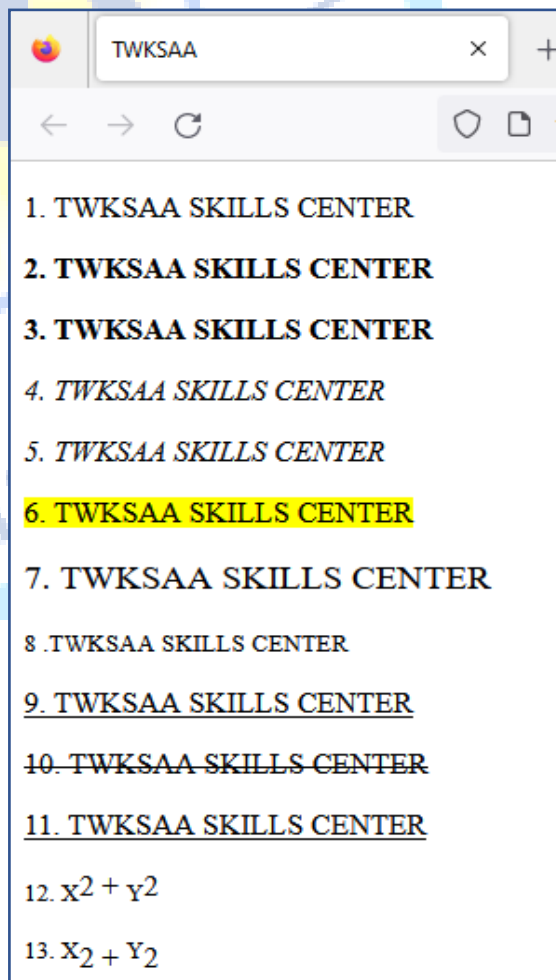 TWKSAA
1. TWKSAA SKILLS CENTER
2. TWKSAA SKILLS CENTER
3. TWKSAA SKILLS CENTER
4. TWKSAA SKILLS CENTER
5. TWKSAA SKILLS CENTER
6. TWKSAA SKILLS CENTER
7. TWKSAA SKILLS CENTER
8 .TWKSAA SKILLS CENTER
9. TWKSAA SKILLS CENTER
10. TWKSAA SKILLS CENTER
11. TWKSAA SKILLS CENTER
12. X2 + Y2
13. X2 + Y2